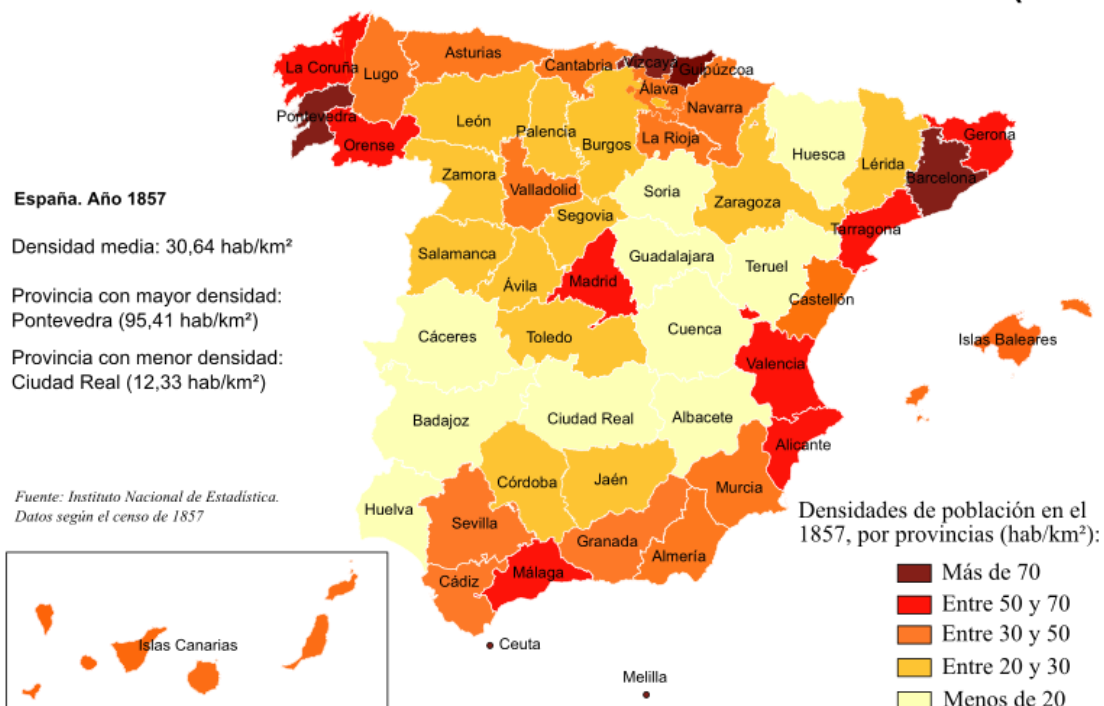 Asturias
Cantabria
Vizcaya
Guipúzcoa
La Coruña
Lugo
Álava
Navarra
Pontevedra
Orense
León
Palencia
Burgos
La Rioja
Huesca
Lérida
Gerona
Barcelona
Zamora
Valladolid
Soria
Zaragoza
España. Año 1857
Segovia
Tarragona
Densidad media: 30,64 hab/km²
Salamanca
Guadalajara
Teruel
Ávila
Madrid
Provincia con mayor densidad:
Pontevedra (95,41 hab/km²)
Castellón
Cáceres
Toledo
Cuenca
Islas Baleares
Provincia con menor densidad:
Ciudad Real (12,33 hab/km²)
Valencia
Badajoz
Ciudad Real
Albacete
Alicante
Córdoba
Jaén
Murcia
Fuente: Instituto Nacional de Estadística.
Datos según el censo de 1857
Huelva
Sevilla
Granada
Almería
Cádiz
Málaga
Densidades de población en el
1857, por provincias (hab/km²):
Más de 70
Entre 50 y 70
Entre 30 y 50
Entre 20 y 30
Menos de 20
Islas Canarias
Ceuta
Melilla